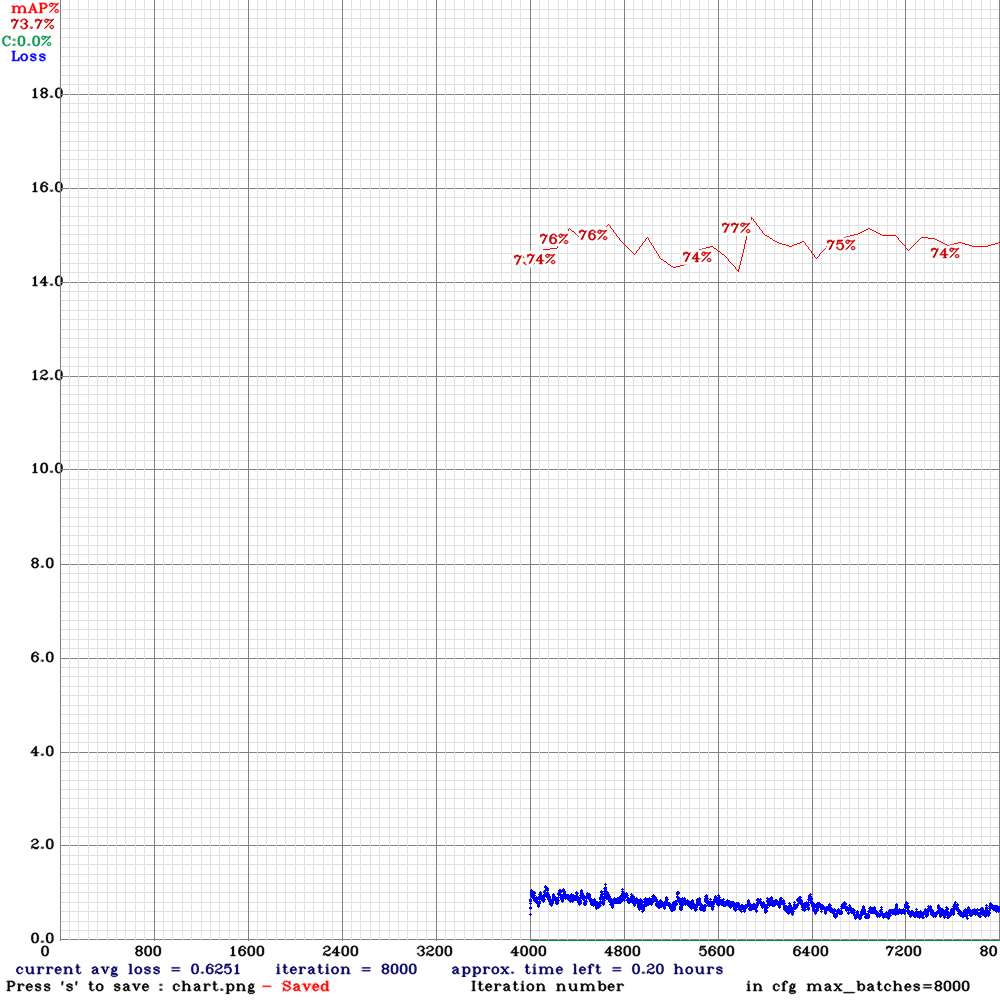 mAP%
73.7%
C:0.0%
Loss
18.0
16.0
77%
76% 76%
75%
74% 74% 74%
14.0
12.0
10.0
8.0
6.0
4.0
2.0
0.0
0 800 1600 2400 3200 4000 4800 5600 6400 7200 80
current avg loss = 0.6251 iteration = 8000 approx. time left = 0.20 hours
Press 's' to save : chart.png - Saved Iteration number in cfg max_batches=8000